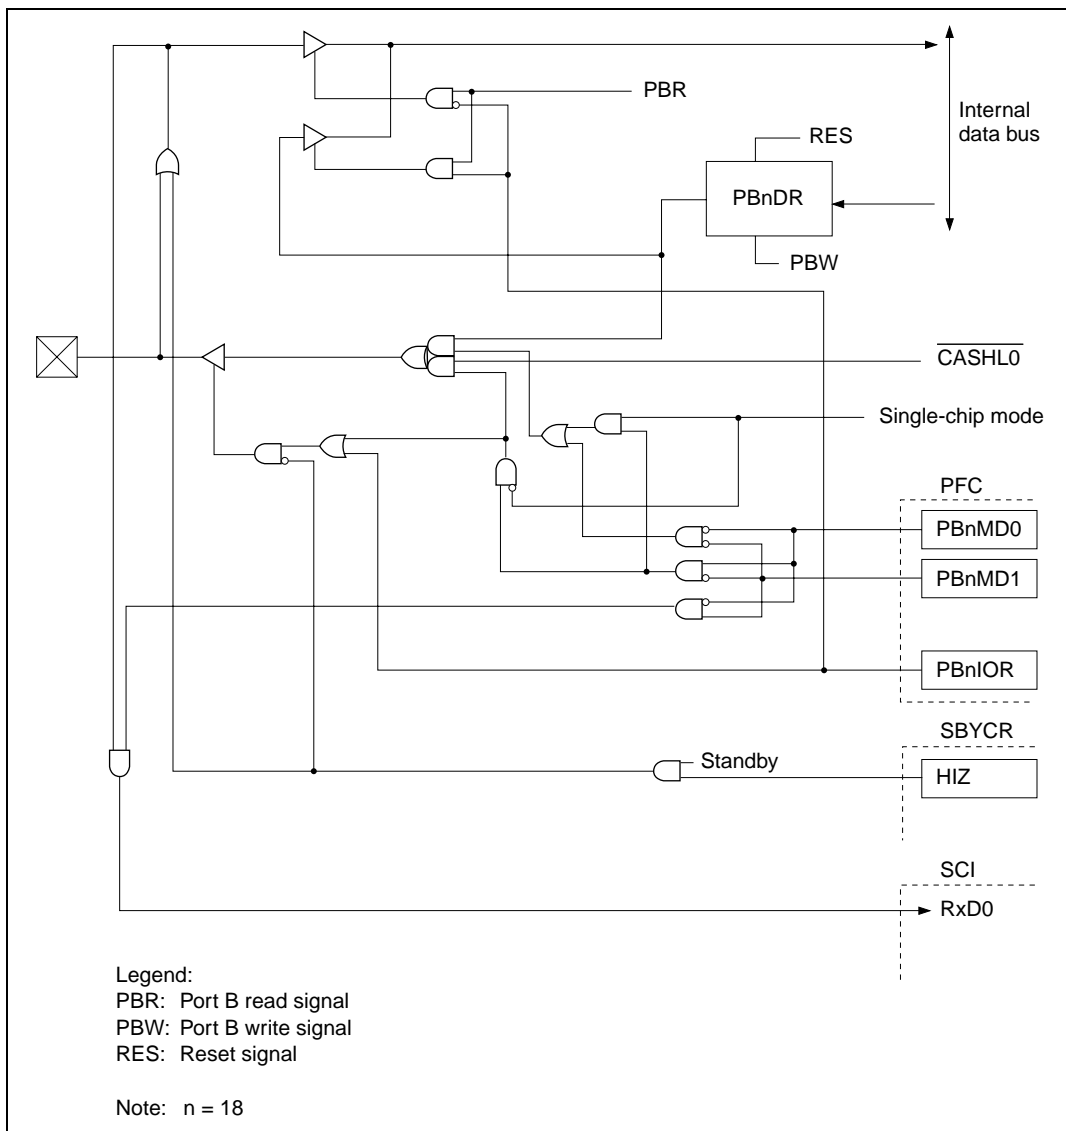 PBR
Internal
data bus
RES
PBnDR
PBW
CASHL0
Single-chip mode
PFC
PBnMD0
PBnMD1
PBnIOR
SBYCR
Standby
HIZ
SCI
RxD0
Legend:
PBR: Port B read signal
PBW: Port B write signal
RES: Reset signal
Note: n = 18